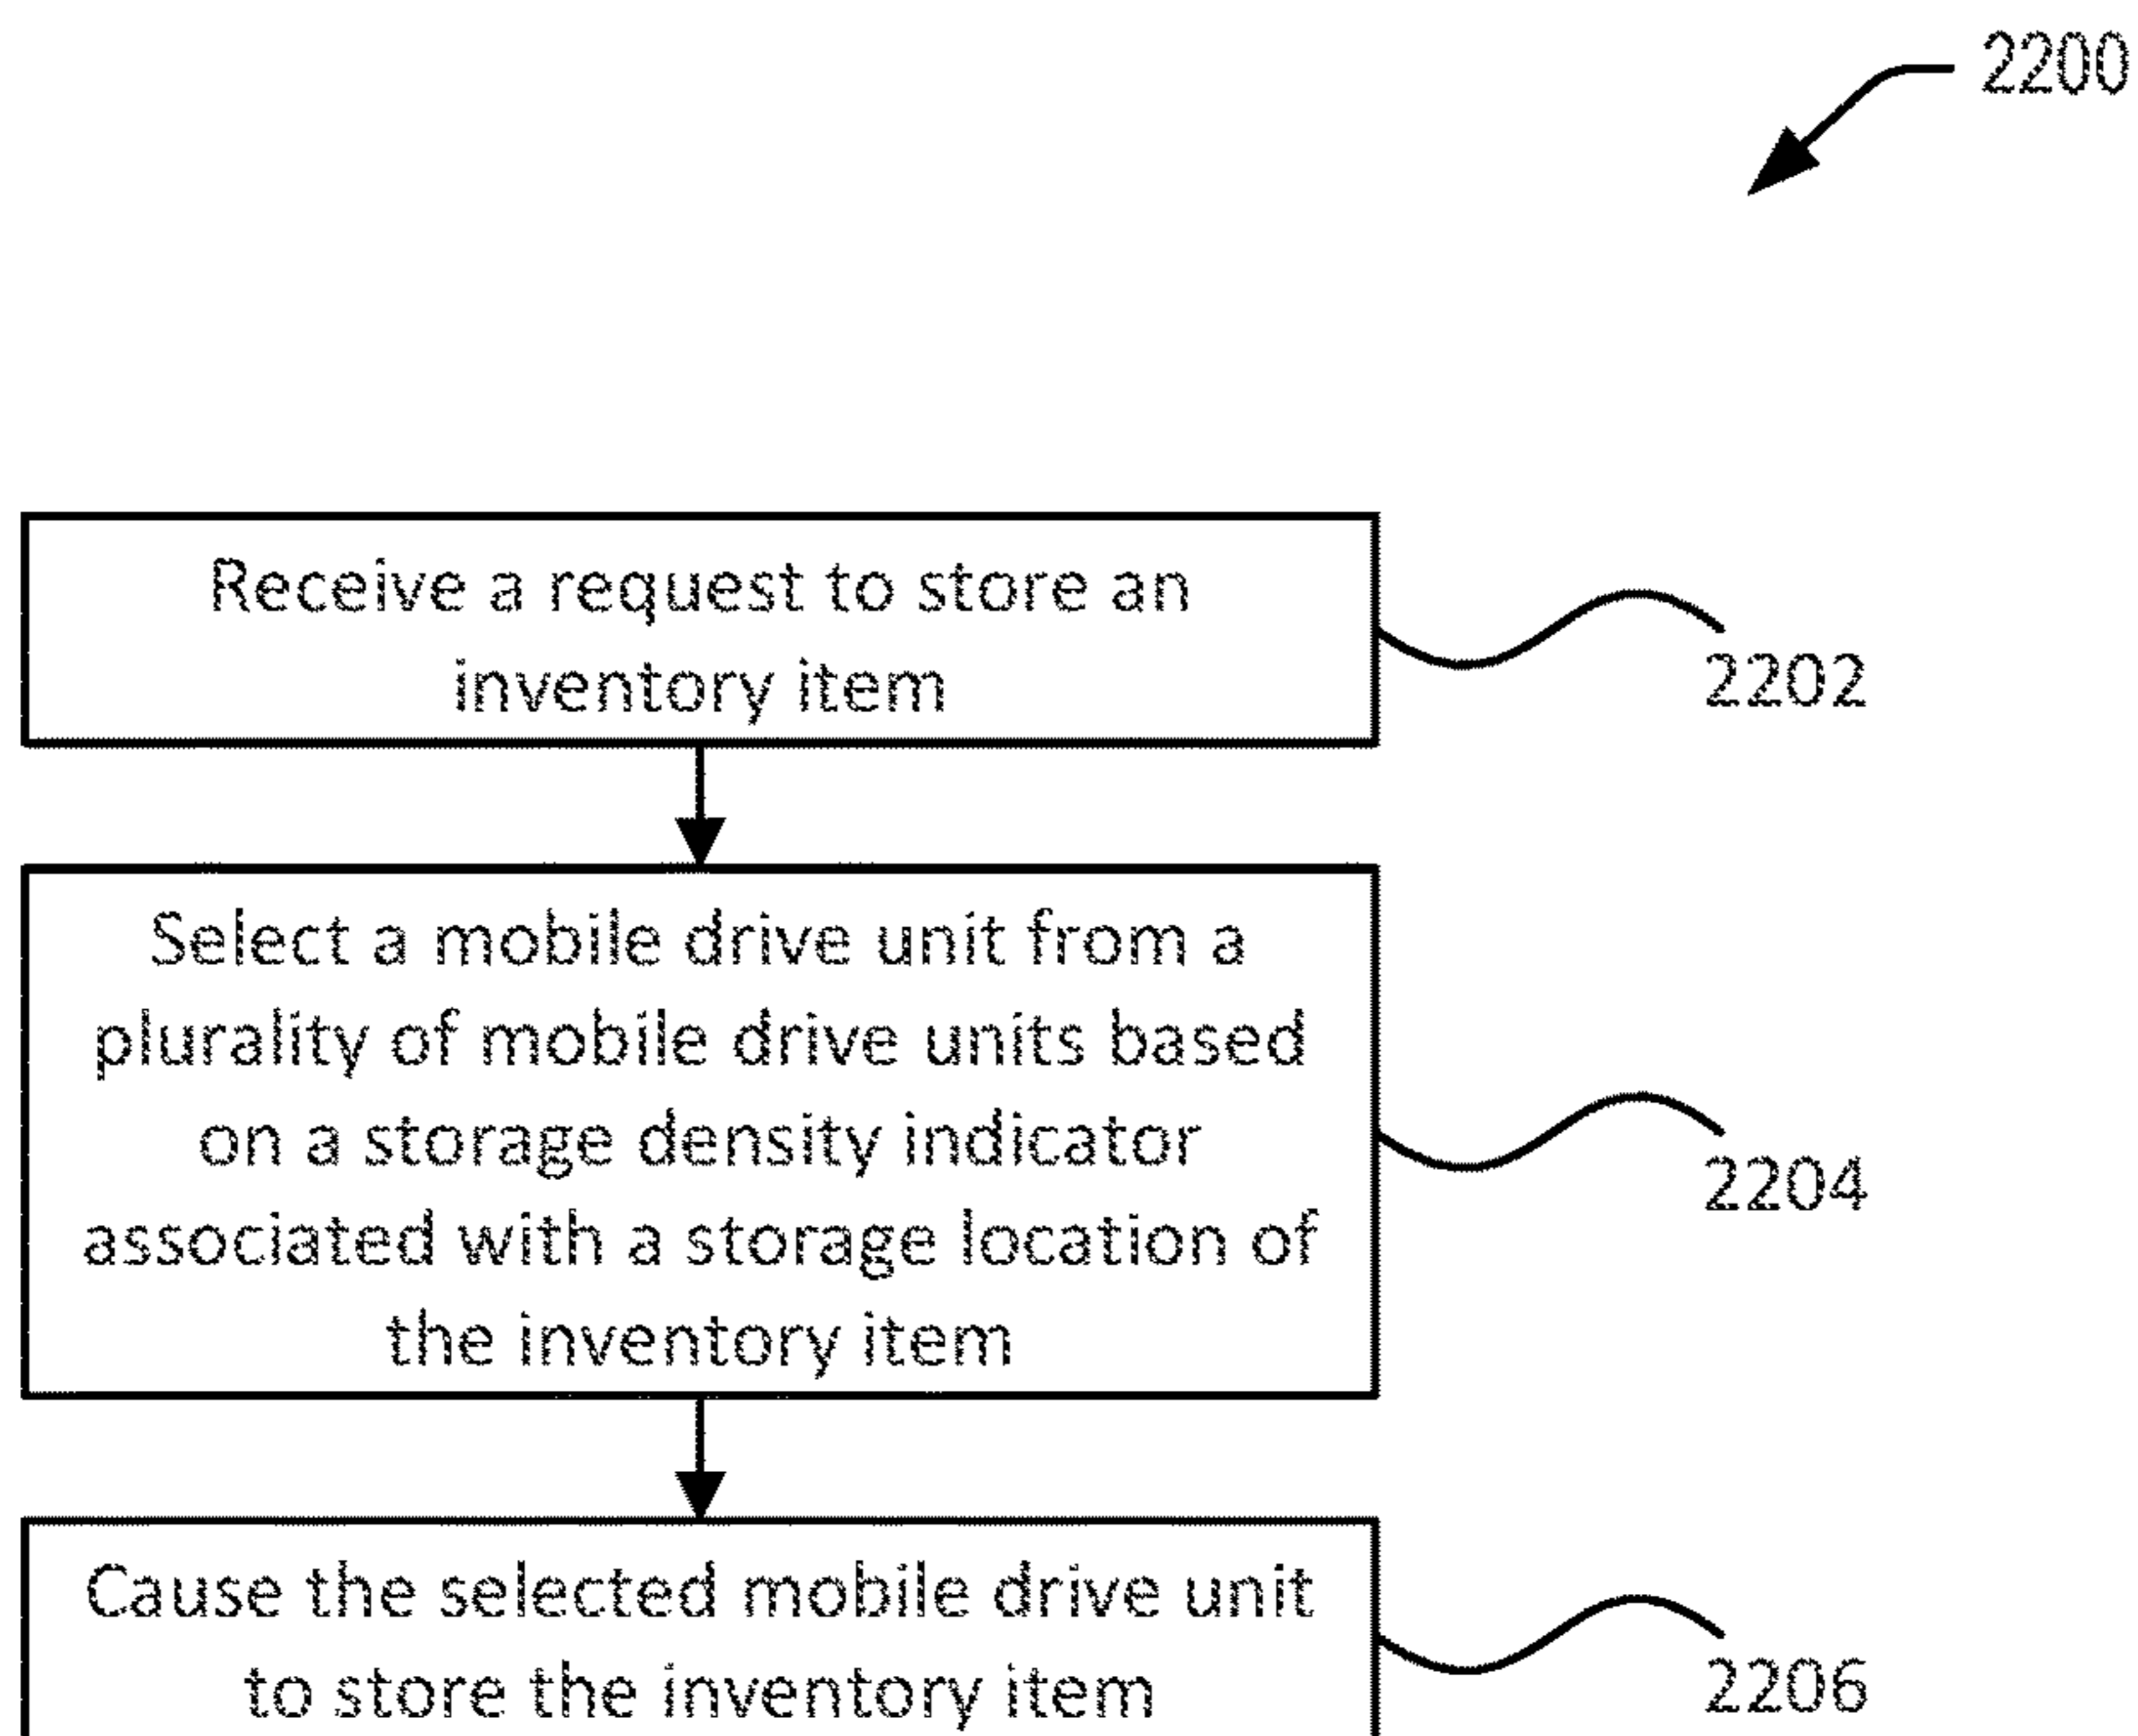 2200
Receive a request to store an
inventory item
2202
Select a mobile drive unit from a
plurality of mobile drive units based
on a storage density indicator
associated with a storage location of
the inventory item
2204
Cause the selected mobile drive unit
to store the inventory item
2206